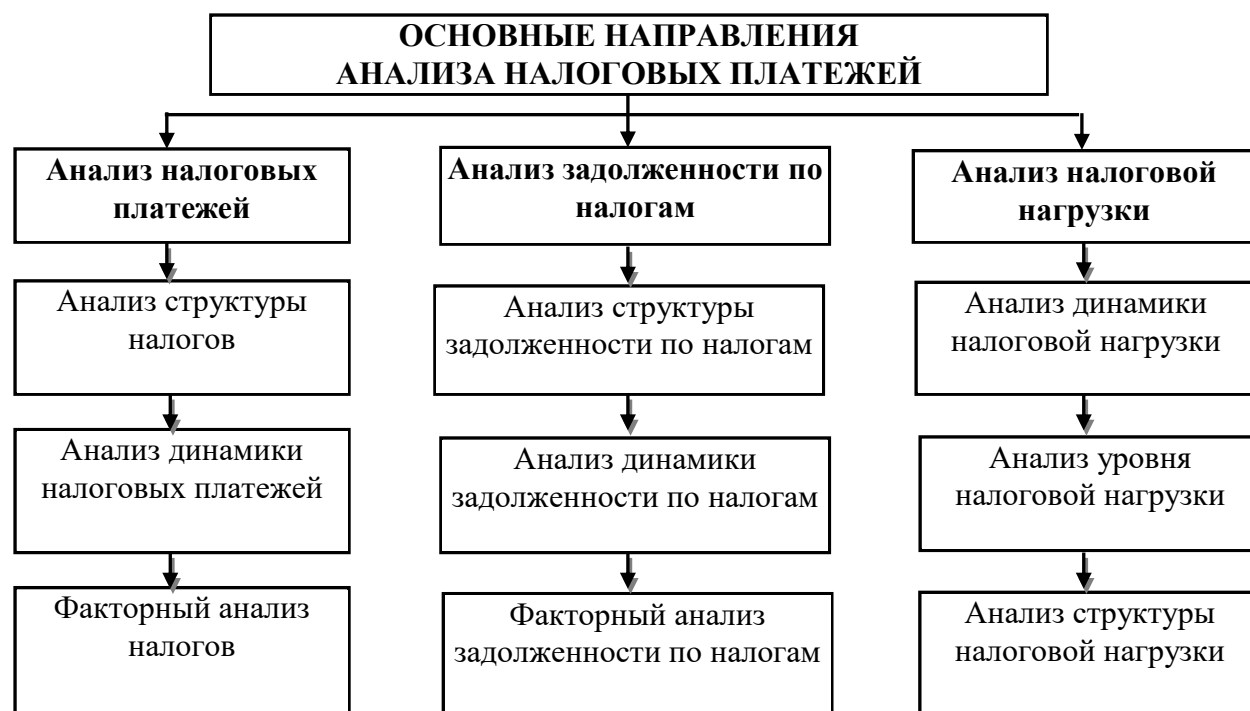 ОСНОВНЫЕ НАПРАВЛЕНИЯ
АНАЛИЗА НАЛОГОВЫХ ПЛАТЕЖЕЙ
Анализ налоговых
платежей
Анализ структуры
налогов
Анализ динамики
налоговых платежей
Факторный анализ
налогов
Анализ задолженности по
налогам
Анализ структуры
задолженности по налогам
Анализ динамики
задолженности по налогам
Факторный анализ
задолженности по налогам
Анализ налоговой
нагрузки
Анализ динамики
налоговой нагрузки
Анализ уровня
налоговой нагрузки
Анализ структуры
налоговой нагрузки